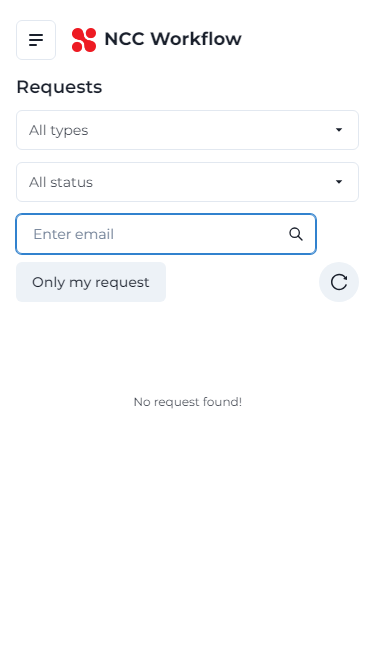 NCC Workflow
Requests
All types
All status
Enter email
Only my request
No request found!